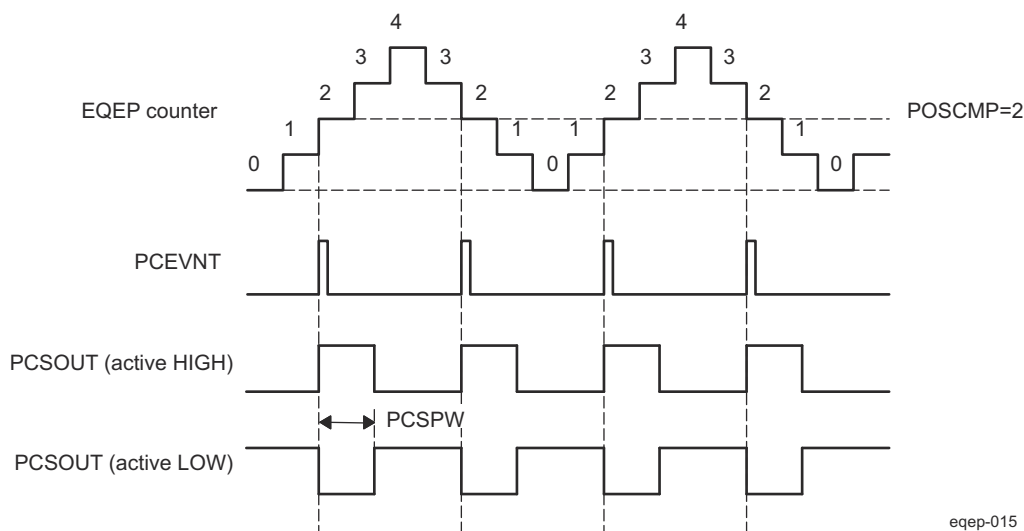 4 4
3 3 3 3
2 2 2 2
EQEP counter POSCMP=2
1 1 1 1
0 0 0
PCEVNT
PCSOUT (active HIGH)
PCSPW
PCSOUT (active LOW)
eqep-015